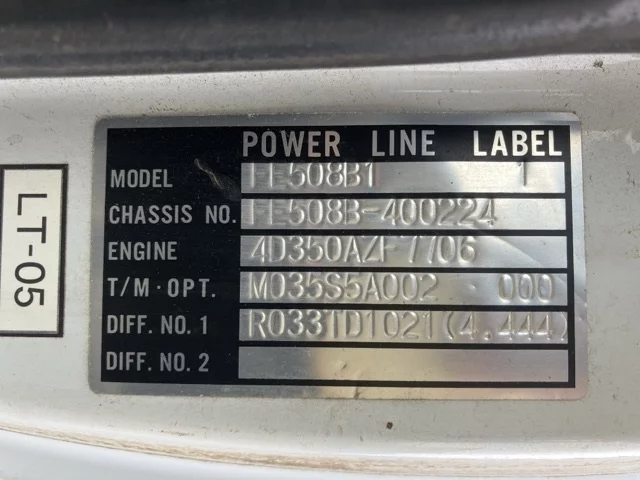 POWER LINE LABEL
MODEL FE508B1 1
CHASSIS NO. FE508B-400224
ENGINE 4D350AZF7706
T/M·OPT. M035S5A002 000
DIFF. NO. 1 R033TD1021(4.444)
DIFF. NO. 2
LT-05